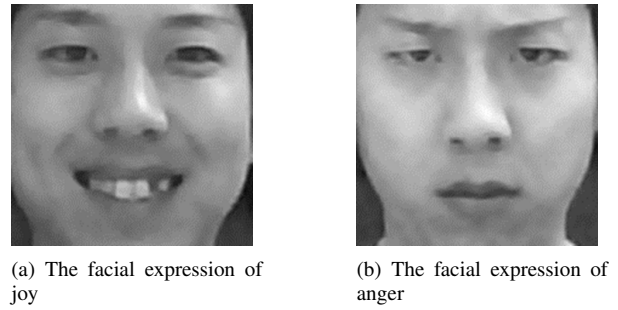 (a) The facial expression of
joy
(b) The facial expression of
anger